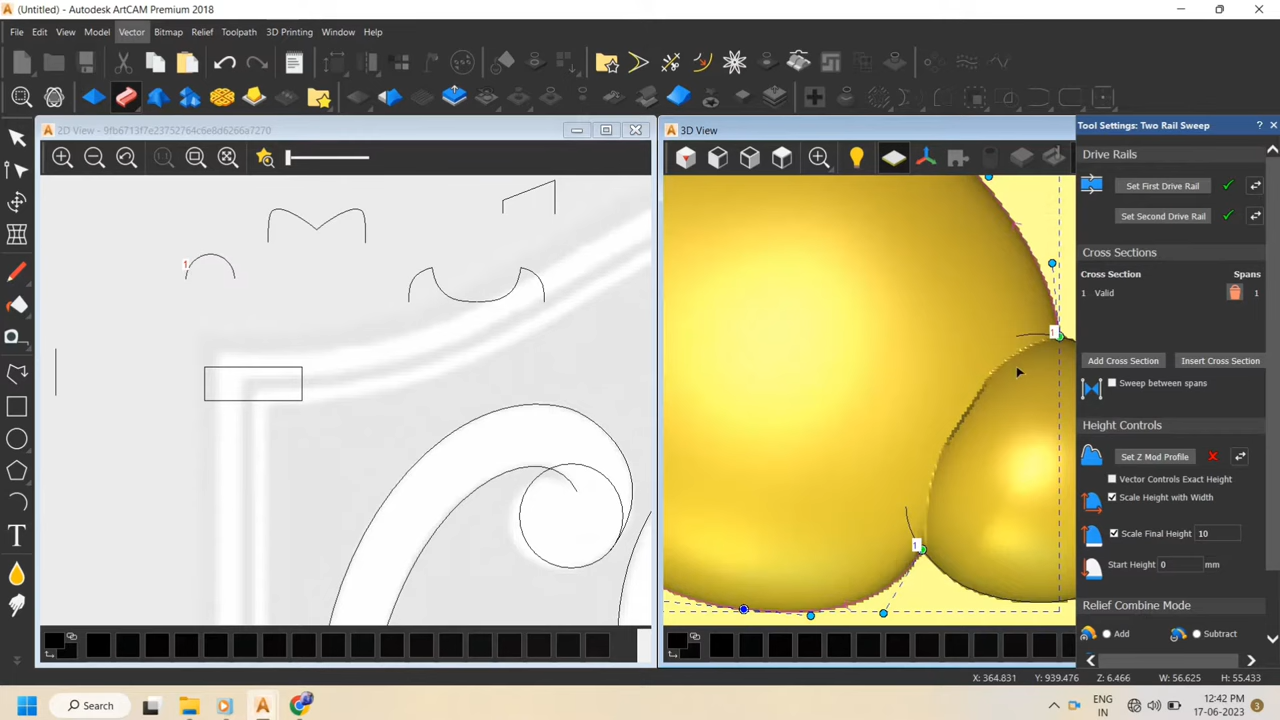 (Untitled) - Autodesk ArtCAM Premium 2018
File Edit View Model Vector Bitmap Relief Toolpath 3D Printing Window Help
2D View - 9fb6713f7e23752764c6e8d6266a7270
3D View
Tool Settings: Two Rail Sweep
Drive Rails
Set First Drive Rail
Set Second Drive Rail
Cross Sections
Cross Section Spans
1 Valid 1
Add Cross Section Insert Cross Section
Sweep between spans
Height Controls
Set Z Mod Profile
Vector Controls Exact Height
Scale Height with Width
Scale Final Height 10
Start Height 0 mm
Relief Combine Mode
Add Subtract
1
1
1
X: 364.831 Y: 939.476 Z: 6.466 W: 56.625 H: 55.433
Search
ENG
IN
12:42 PM
17-06-2023
3